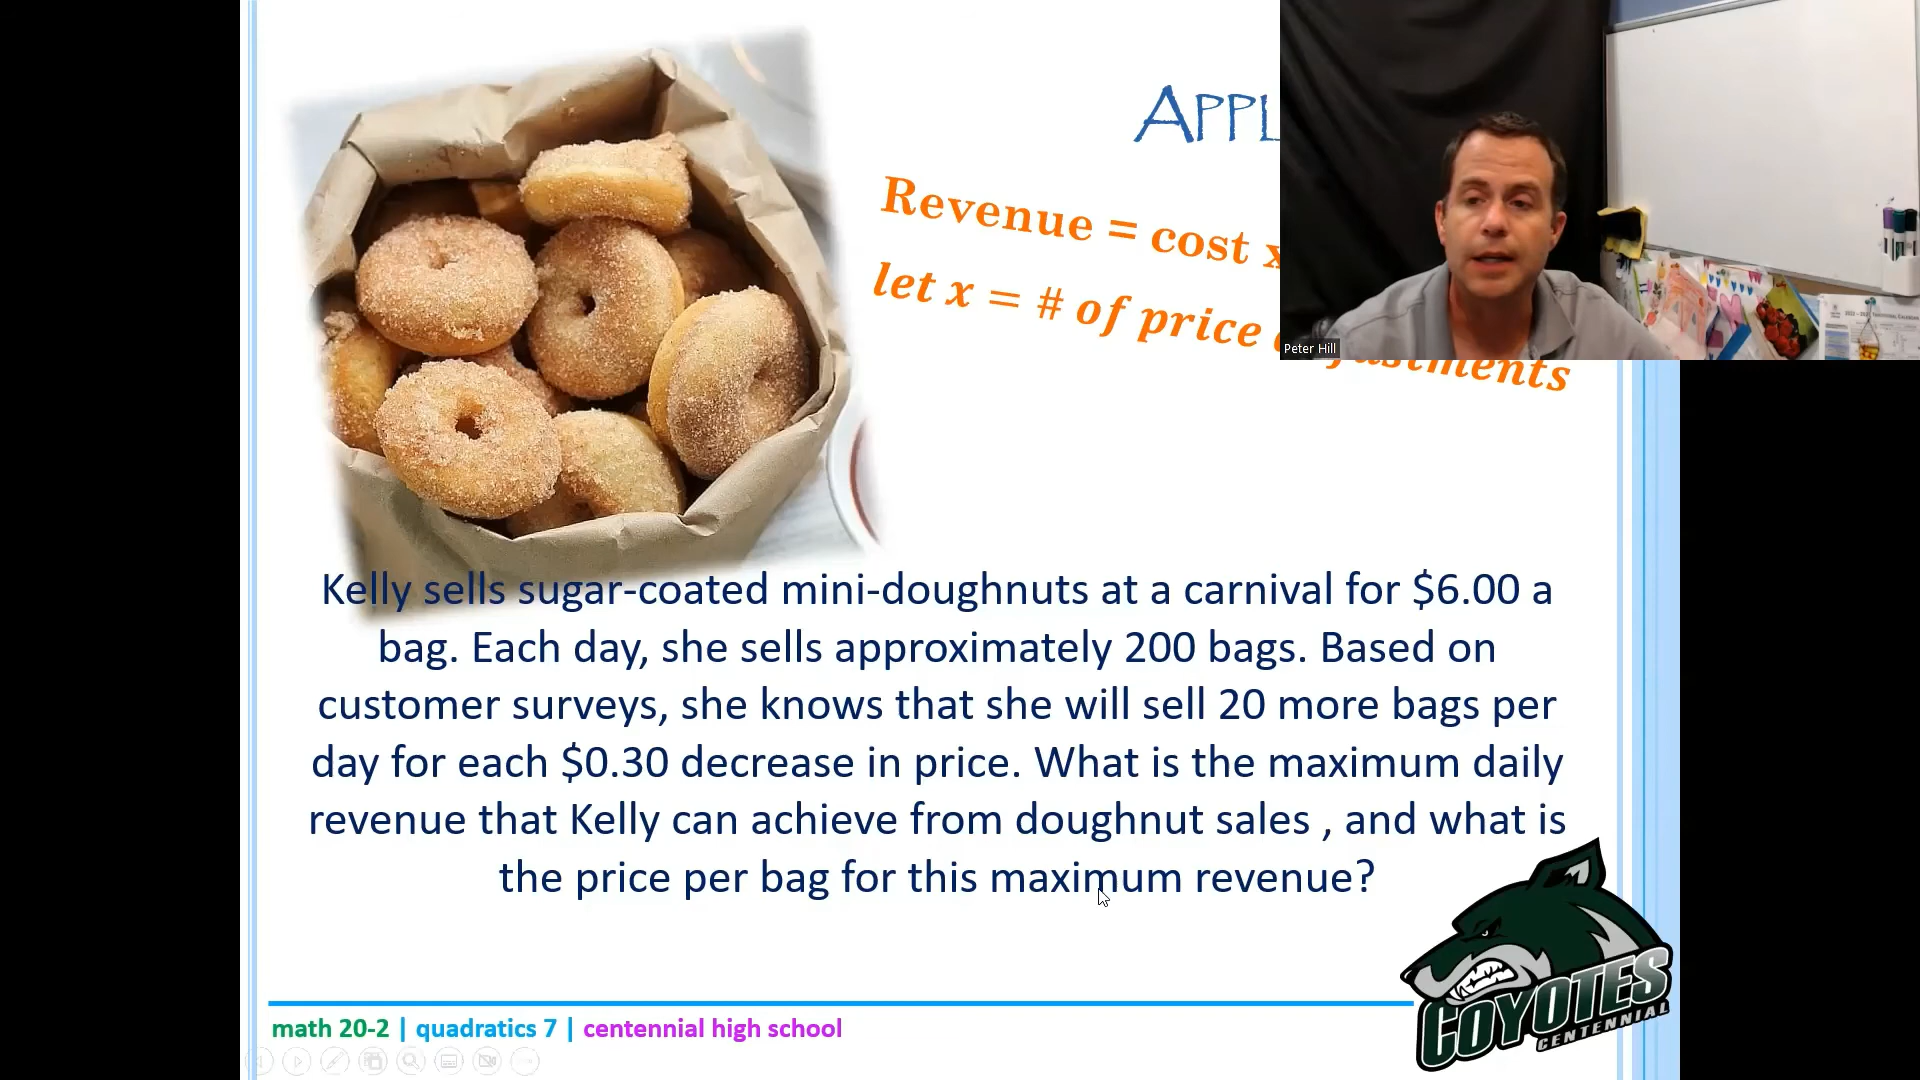 APPL
Revenue = cost x
let x = # of price
Peter Hill
Kelly sells sugar-coated mini-doughnuts at a carnival for $6.00 a
bag. Each day, she sells approximately 200 bags. Based on
customer surveys, she knows that she will sell 20 more bags per
day for each $0.30 decrease in price. What is the maximum daily
revenue that Kelly can achieve from doughnut sales , and what is
the price per bag for this maximum revenue?
COYOTES
CENTENNIAL
math 20-2 | quadratics 7 | centennial high school